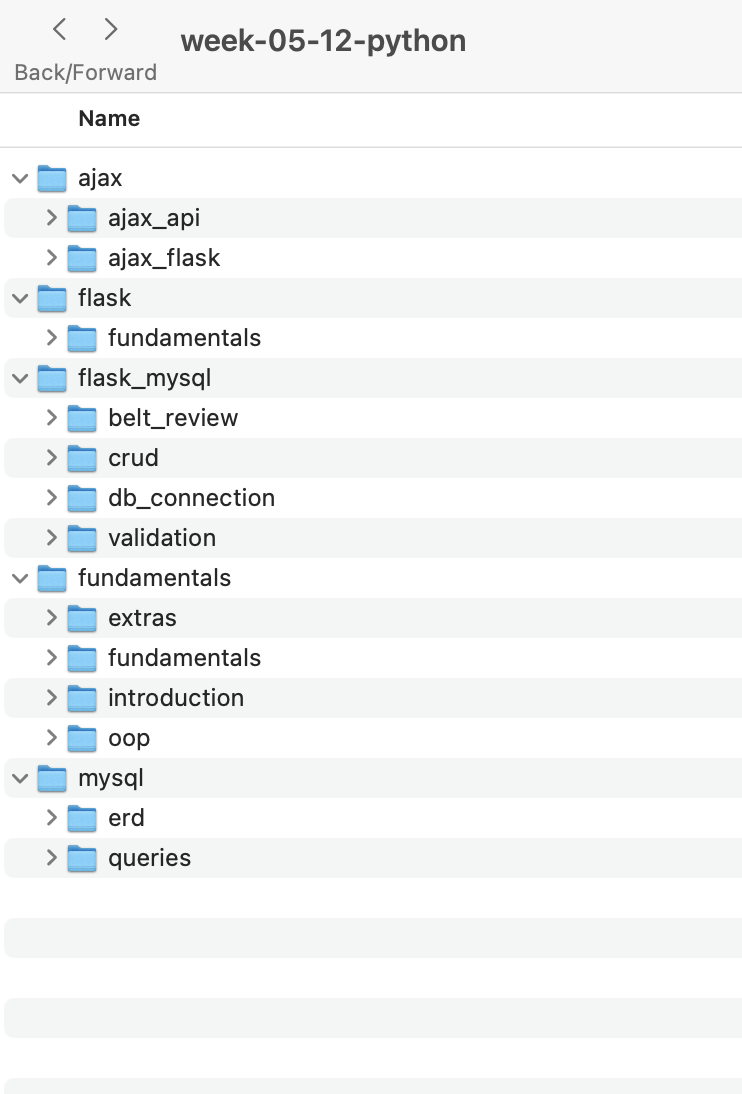 week-05-12-python
Back/Forward
Name
ajax
ajax_api
ajax_flask
flask
fundamentals
flask_mysql
belt_review
crud
db_connection
validation
fundamentals
extras
fundamentals
introduction
oop
mysql
erd
queries